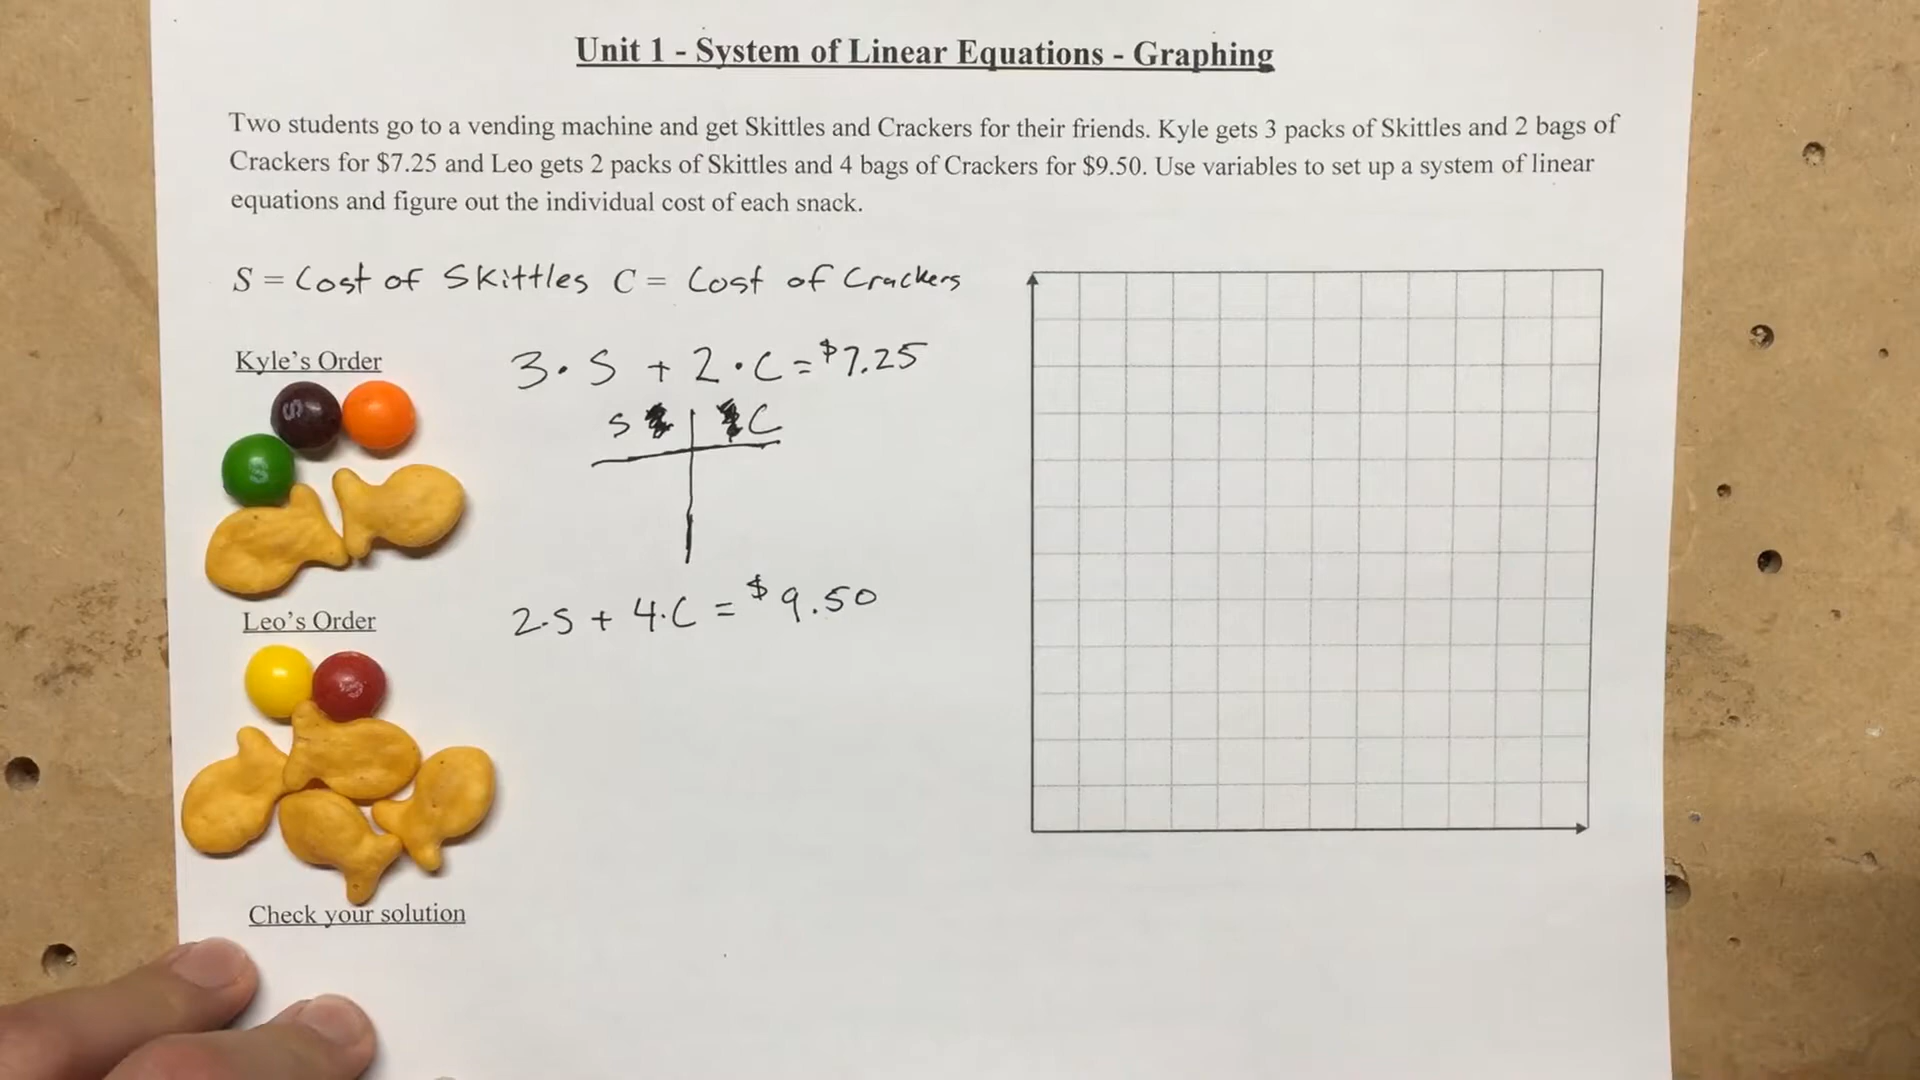 Unit 1 - System of Linear Equations - Graphing
Two students go to a vending machine and get Skittles and Crackers for their friends. Kyle gets 3 packs of Skittles and 2 bags of
Crackers for $7.25 and Leo gets 2 packs of Skittles and 4 bags of Crackers for $9.50. Use variables to set up a system of linear
equations and figure out the individual cost of each snack.
S = Cost of Skittles C = Cost of Crackers
Kyle's Order
3 · S + 2 · C = $7.25
S C
2·S + 4·C = $9.50
Leo's Order
Check your solution